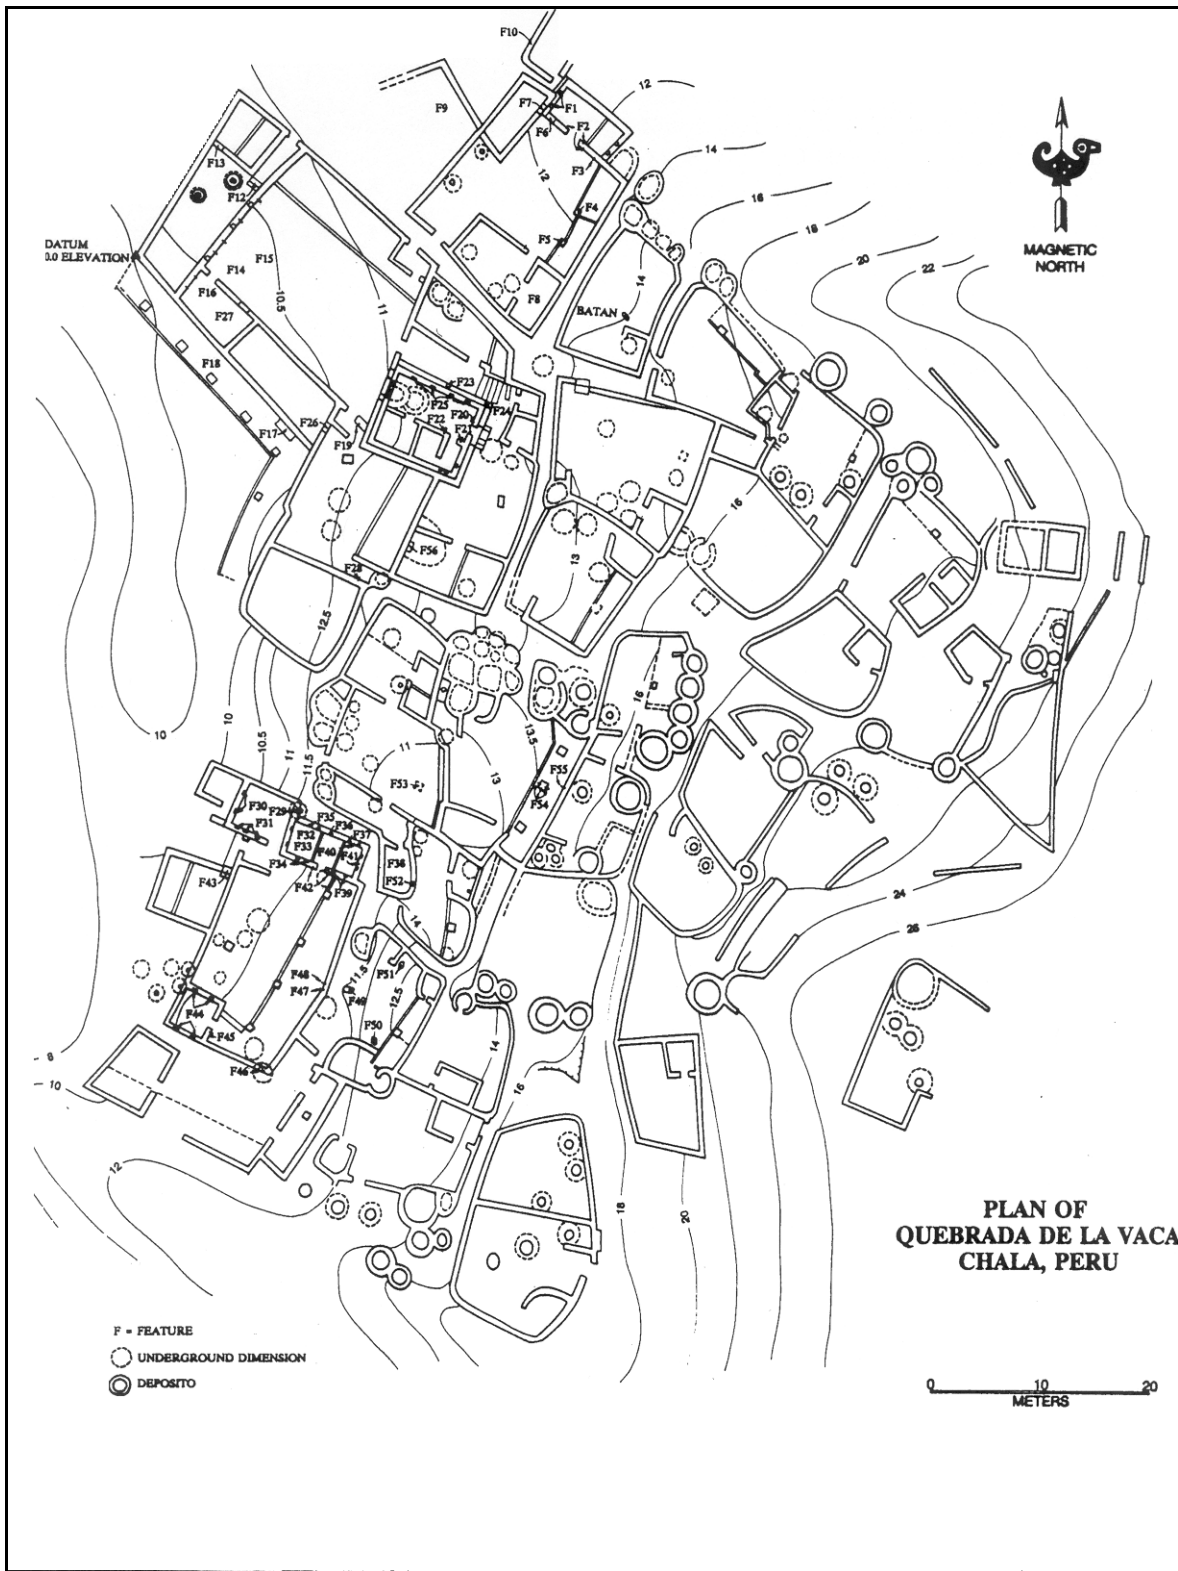 F10
12
F7
F1
F9
F2
F6
14
F13
F3
12
F12
16
F4
18
DATUM
0.0 ELEVATION
F5
MAGNETIC
NORTH
20
F15
22
F14
14
F16
F8
10.5
11
BATAN
F27
F18
F23
F25
F20
F24
F22
F26
F17
F21
F19
16
12.5
F56
13
F28
16
10
10
10.5
11
11.5
11
13
13.5
F53
F55
F54
F30
F29
F31
F35
F36
F32
F37
F33
F40
F41
F38
F34
F42
F43
F52
F39
24
14
26
F51
F48
11.5
F47
F49
12.5
F44
F50
F45
14
8
F46
10
16
12
18
20
PLAN OF
QUEBRADA DE LA VACA
CHALA, PERU
F = FEATURE
UNDERGROUND DIMENSION
DEPOSITO
0 10 20
METERS